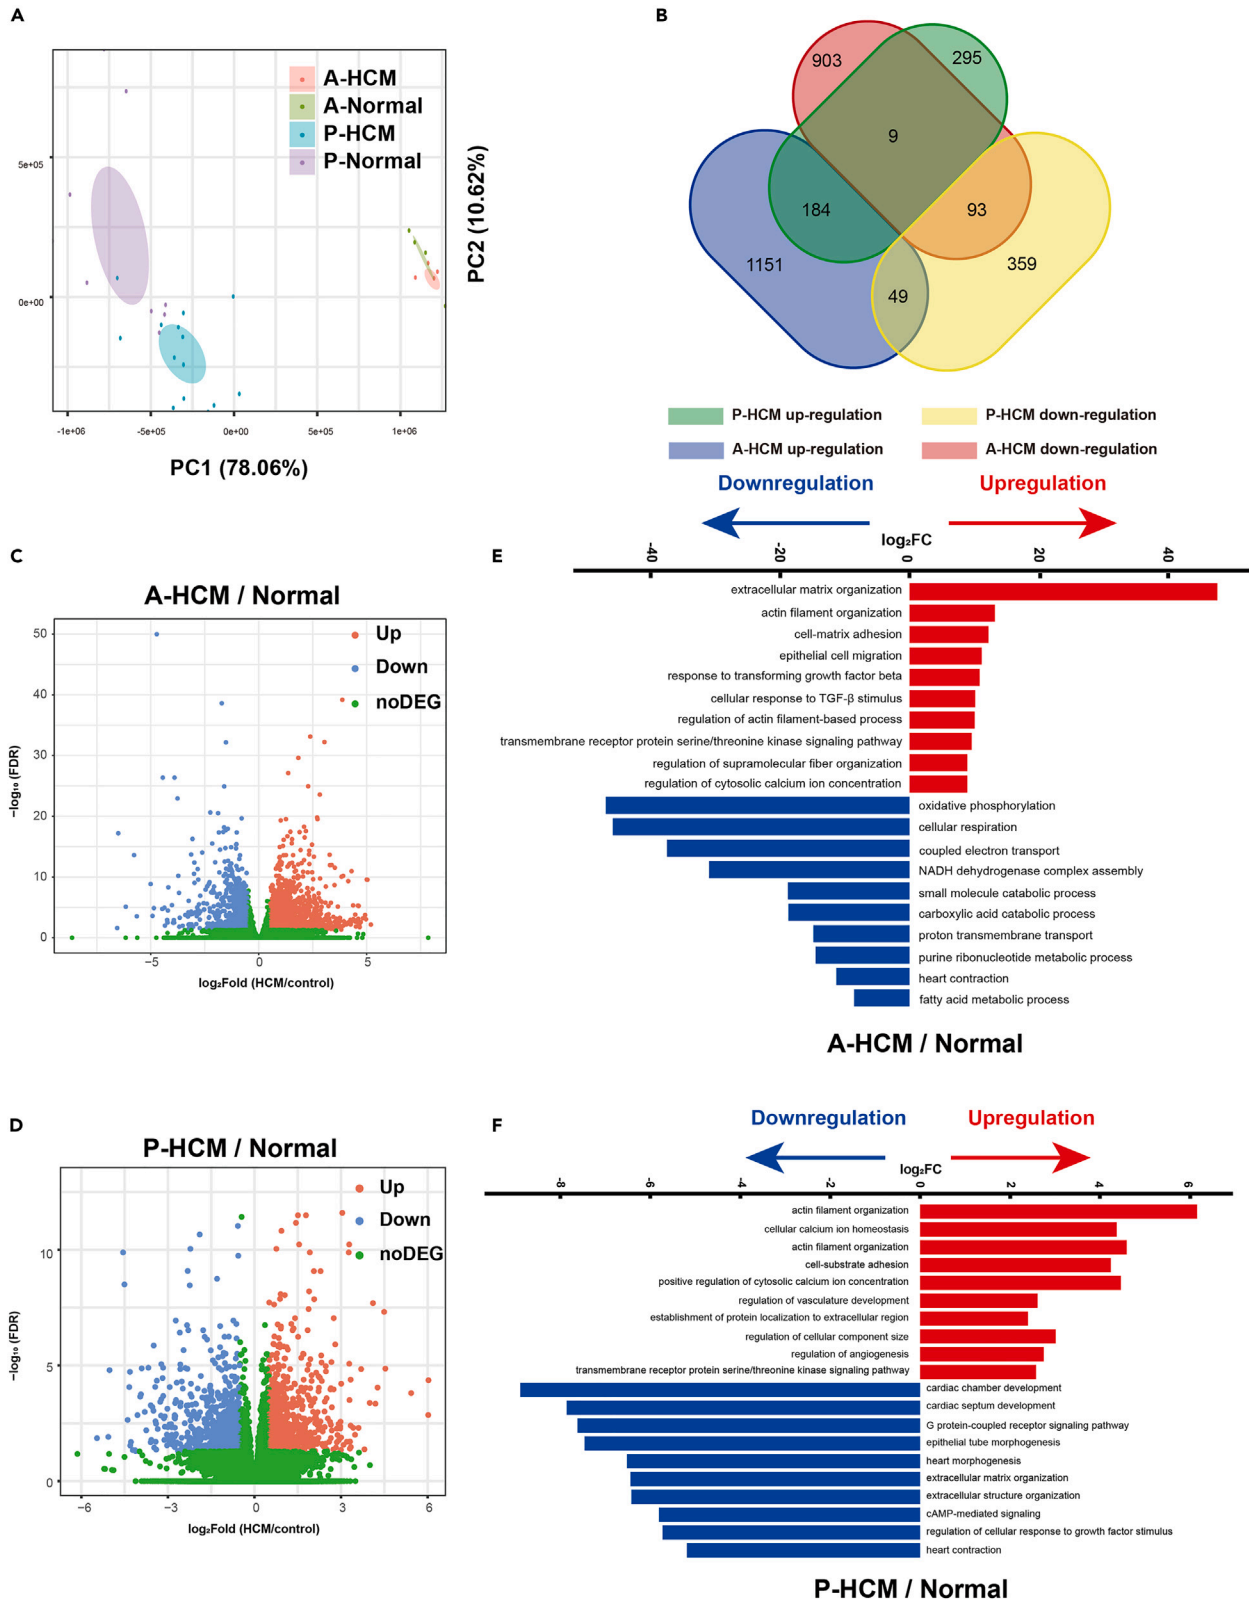 A
A-HCM
A-Normal
P-HCM
P-Normal
5e+05
0e+00
-1e+06
-5e+05
0e+00
5e+05
1e+06
PC1 (78.06%)
PC2 (10.62%)
B
903
295
9
184
93
1151
359
49
P-HCM up-regulation
P-HCM down-regulation
A-HCM up-regulation
A-HCM down-regulation
C
A-HCM / Normal
Up
Down
noDEG
50
40
30
20
10
0
−5
0
5
−log₁₀ (FDR)
log₂Fold (HCM/control)
E
Downregulation
Upregulation
log₂FC
-40
-20
0
20
40
extracellular matrix organization
actin filament organization
cell-matrix adhesion
epithelial cell migration
response to transforming growth factor beta
cellular response to TGF-β stimulus
regulation of actin filament-based process
transmembrane receptor protein serine/threonine kinase signaling pathway
regulation of supramolecular fiber organization
regulation of cytosolic calcium ion concentration
oxidative phosphorylation
cellular respiration
coupled electron transport
NADH dehydrogenase complex assembly
small molecule catabolic process
carboxylic acid catabolic process
proton transmembrane transport
purine ribonucleotide metabolic process
heart contraction
fatty acid metabolic process
A-HCM / Normal
D
P-HCM / Normal
Up
Down
noDEG
10
5
0
−6
−3
0
3
6
−log₁₀ (FDR)
log₂Fold (HCM/control)
F
Downregulation
Upregulation
log₂FC
-8
-6
-4
-2
0
2
4
6
actin filament organization
cellular calcium ion homeostasis
actin filament organization
cell-substrate adhesion
positive regulation of cytosolic calcium ion concentration
regulation of vasculature development
establishment of protein localization to extracellular region
regulation of cellular component size
regulation of angiogenesis
transmembrane receptor protein serine/threonine kinase signaling pathway
cardiac chamber development
cardiac septum development
G protein-coupled receptor signaling pathway
epithelial tube morphogenesis
heart morphogenesis
extracellular matrix organization
extracellular structure organization
cAMP-mediated signaling
regulation of cellular response to growth factor stimulus
heart contraction
P-HCM / Normal